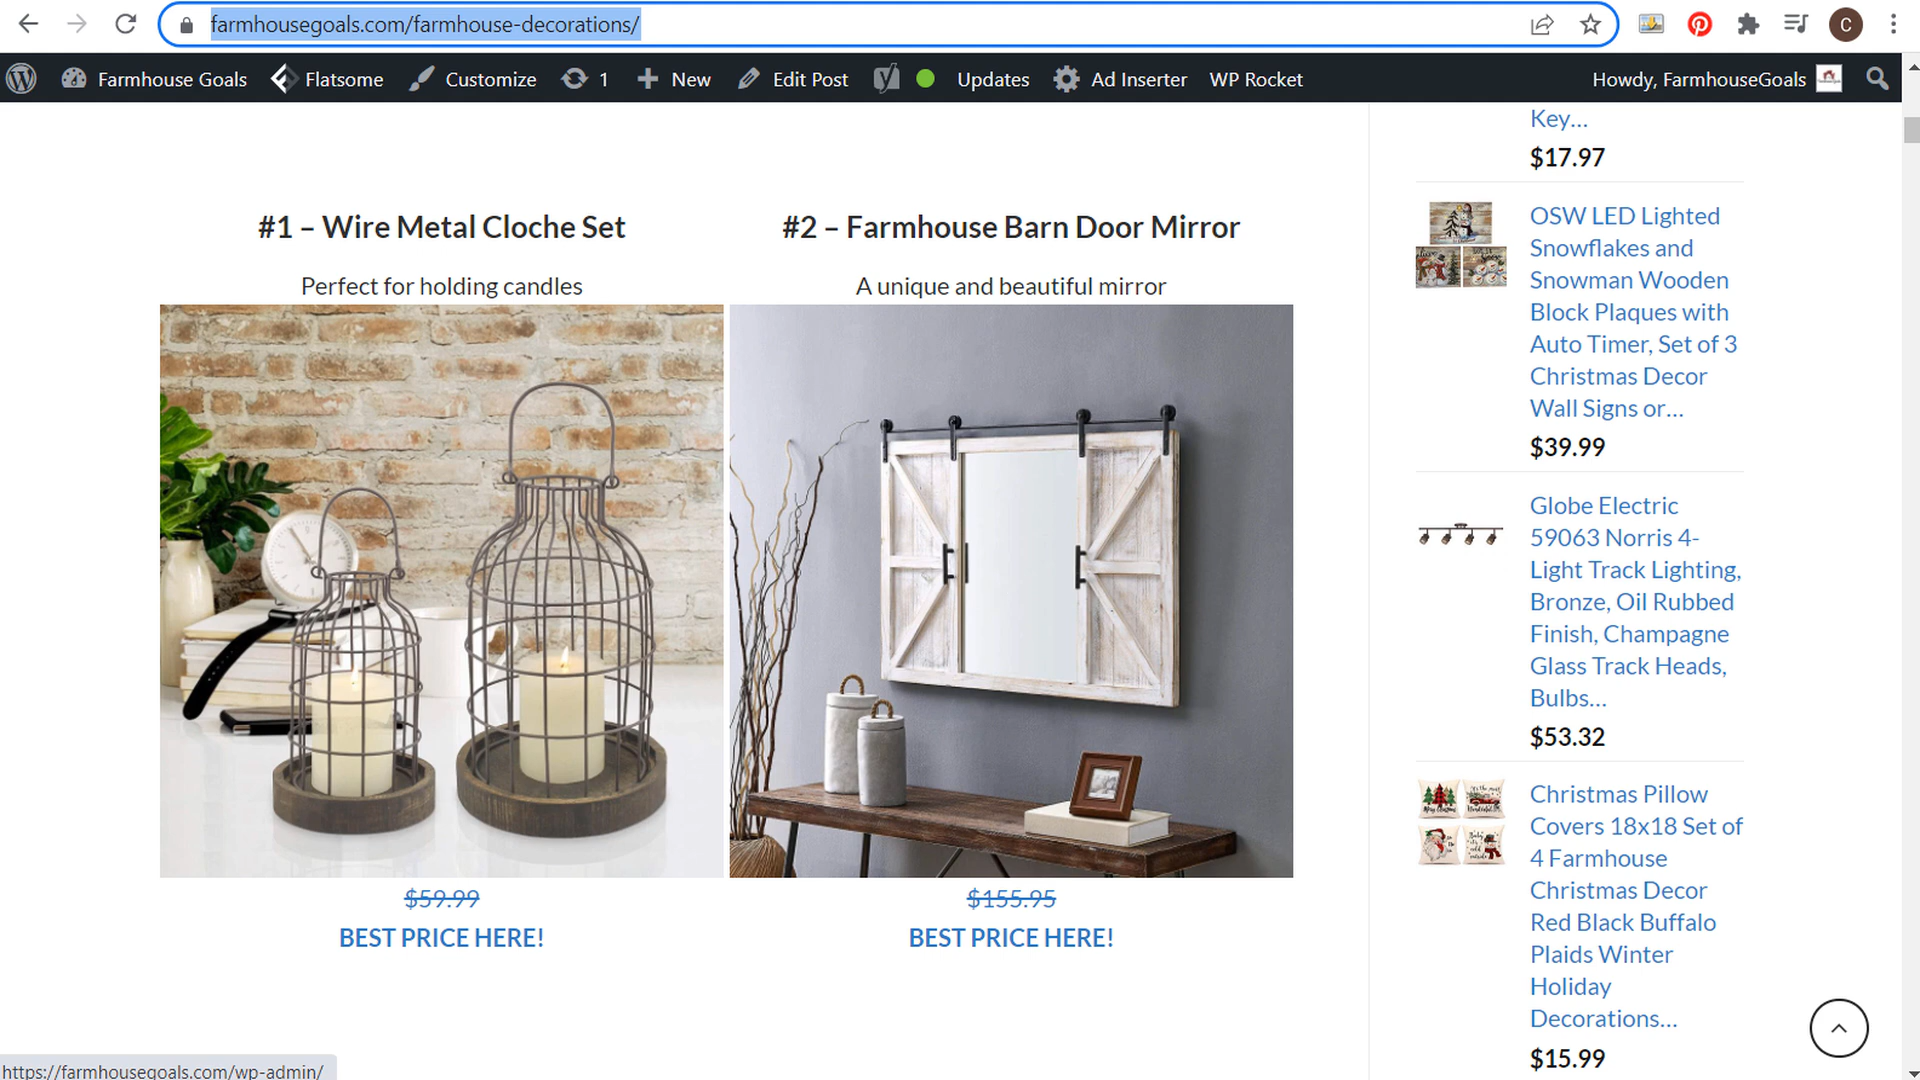 farmhousegoals.com/farmhouse-decorations/
C
Farmhouse Goals Flatsome Customize 1 New Edit Post Updates Ad Inserter WP Rocket Howdy, FarmhouseGoals
#1 – Wire Metal Cloche Set
Perfect for holding candles
$59.99
BEST PRICE HERE!
#2 – Farmhouse Barn Door Mirror
A unique and beautiful mirror
$155.95
BEST PRICE HERE!
Key...
$17.97
OSW LED Lighted
Snowflakes and
Snowman Wooden
Block Plaques with
Auto Timer, Set of 3
Christmas Decor
Wall Signs or...
$39.99
Globe Electric
59063 Norris 4-
Light Track Lighting,
Bronze, Oil Rubbed
Finish, Champagne
Glass Track Heads,
Bulbs...
$53.32
Christmas Pillow
Covers 18x18 Set of
4 Farmhouse
Christmas Decor
Red Black Buffalo
Plaids Winter
Holiday
Decorations...
$15.99
https://farmhousegoals.com/wp-admin/